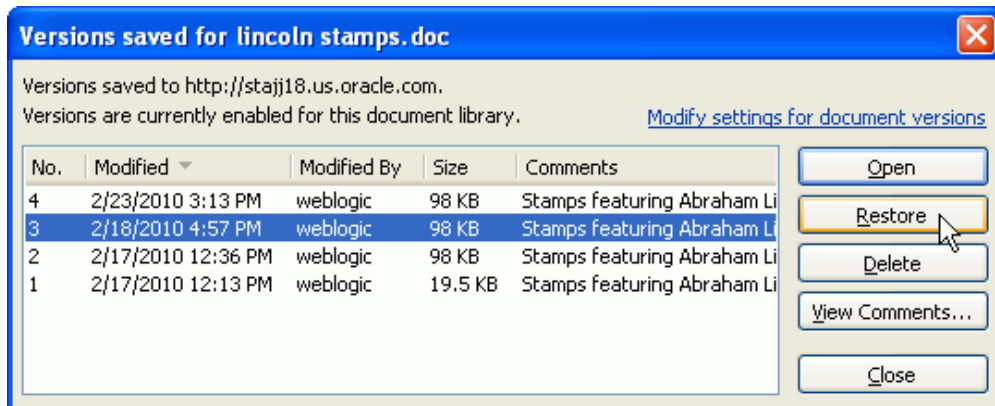 Versions saved for lincoln stamps.doc
Versions saved to http://stajj18.us.oracle.com.
Versions are currently enabled for this document library.
Modify settings for document versions
No. Modified Modified By Size Comments
4 2/23/2010 3:13 PM weblogic 98 KB Stamps featuring Abraham Li
3 2/18/2010 4:57 PM weblogic 98 KB Stamps featuring Abraham Li
2 2/17/2010 12:36 PM weblogic 98 KB Stamps featuring Abraham Li
1 2/17/2010 12:13 PM weblogic 19.5 KB Stamps featuring Abraham Li
Open
Restore
Delete
View Comments...
Close